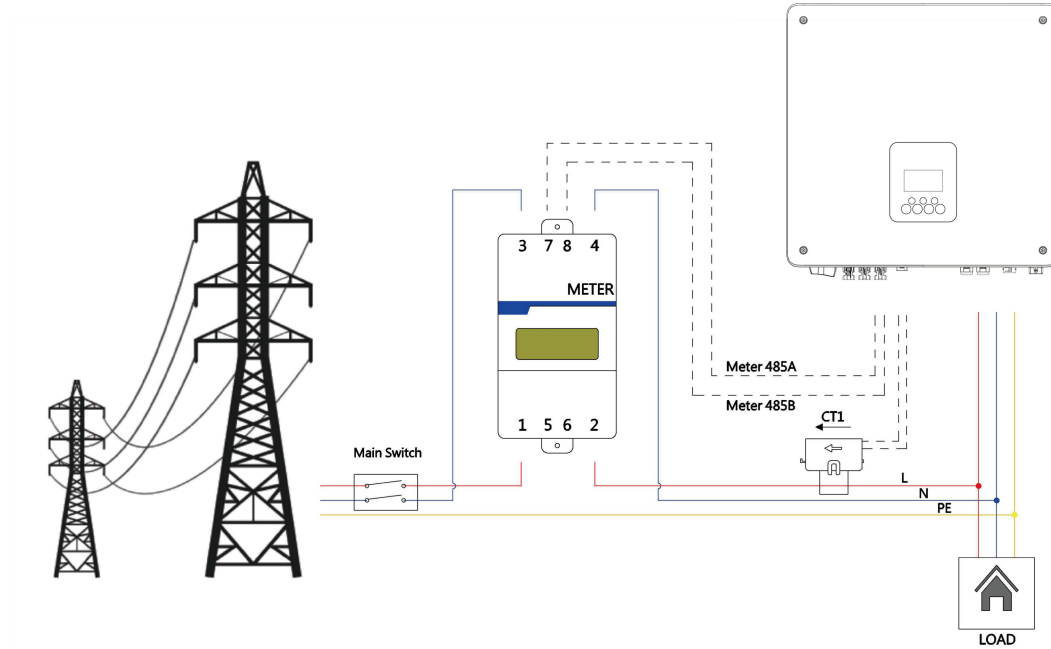 3 7 8 4
METER
Meter 485A
Meter 485B
CT1
1 5 6 2
Main Switch
L
N
PE
LOAD